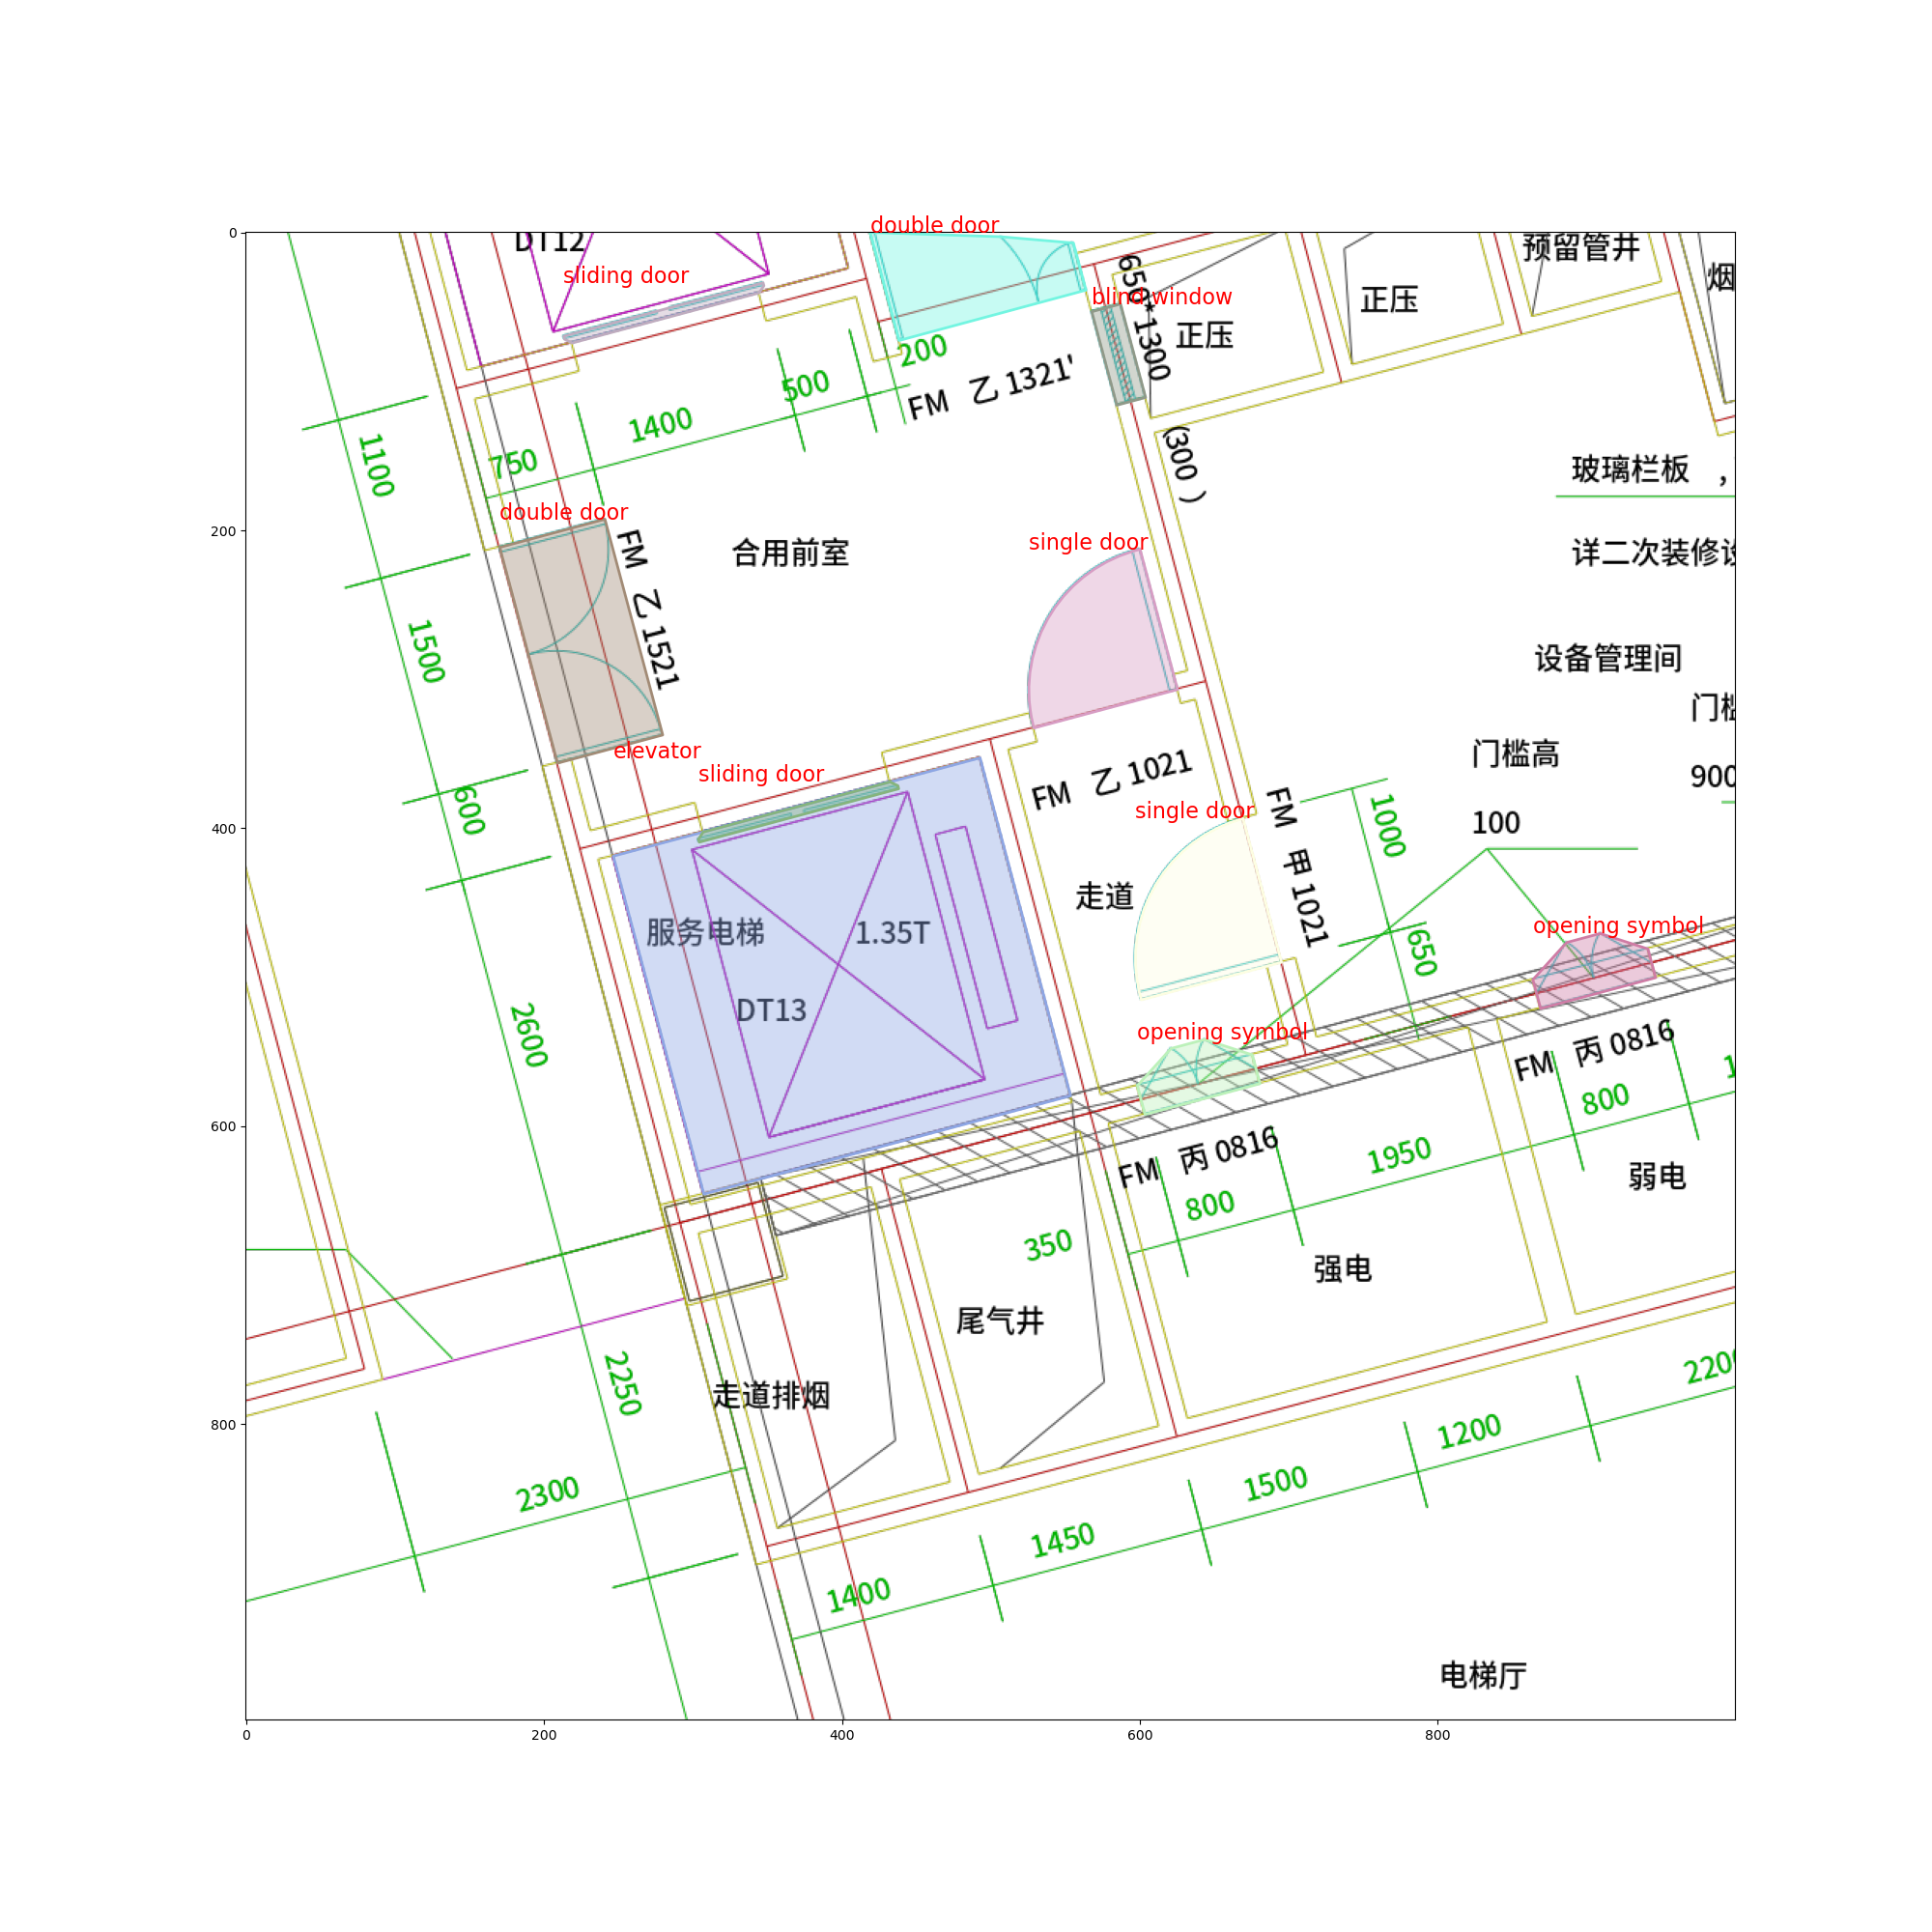 double door
DT12
预留管井
sliding door
烟
650*1300
blind window
正压
正压
200
500
FM 乙 1321'
1400
750
1100
(300 )
玻璃栏板 ，
double door
single door
FM 乙 1521
合用前室
详二次装修
1500
设备管理间
门
elevator
sliding door
FM 乙 1021
门槛高
900
600
single door
FM 甲 1021
1000
100
走道
服务电梯
1.35T
opening symbol
650
DT13
2600
opening symbol
FM 丙 0816
800
FM 丙 0816
1950
弱电
800
350
强电
尾气井
2250
走道排烟
2200
1200
2300
1500
1450
1400
电梯厅
0
200
400
600
800
0
200
400
600
800